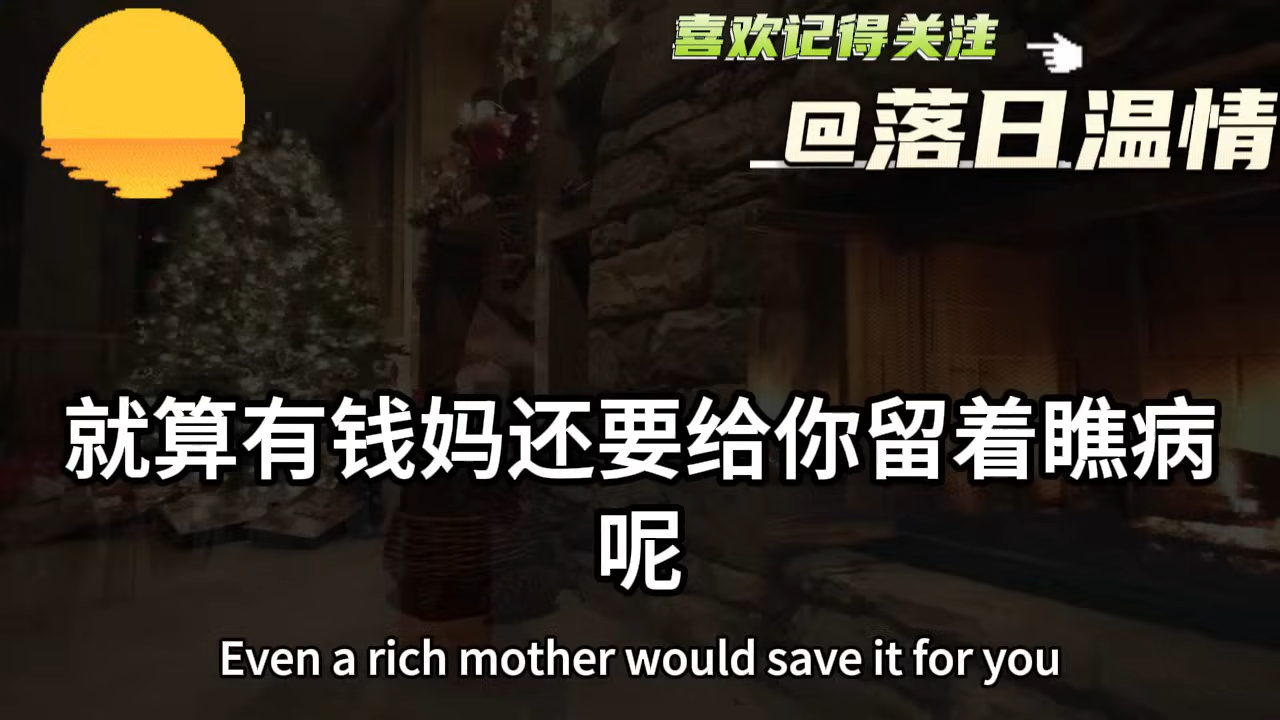 喜欢记得关注
@落日温情
就算有钱妈还要给你留着瞧病
呢
Even a rich mother would save it for you